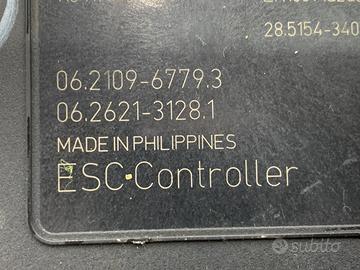 28.5154-340
06.2109-6779.3
06.2621-3128.1
MADE IN PHILIPPINES
ESC•Controller
subito